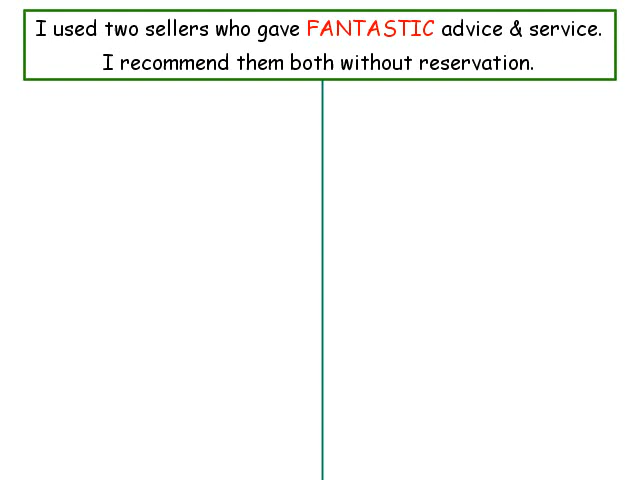 I used two sellers who gave FANTASTIC advice & service.
I recommend them both without reservation.